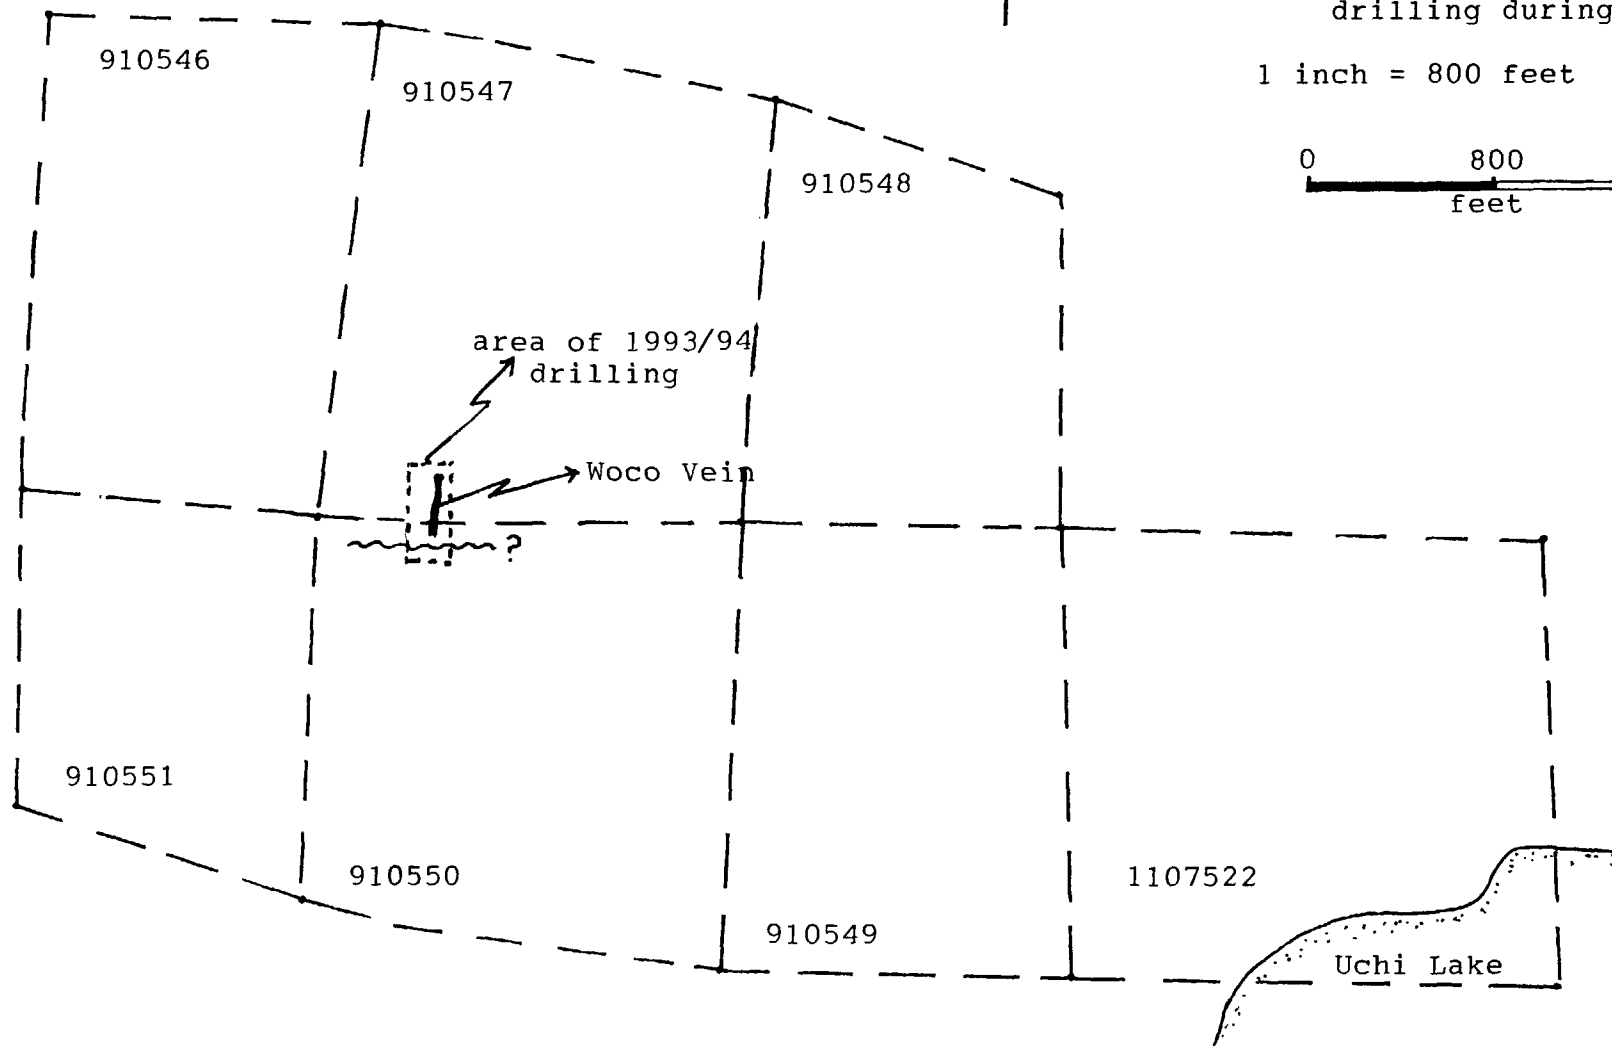 drilling during
1 inch = 800 feet
0 800
feet
910546
910547
910548
area of 1993/94
drilling
Woco Vein
?
910551
910550
910549
1107522
Uchi Lake